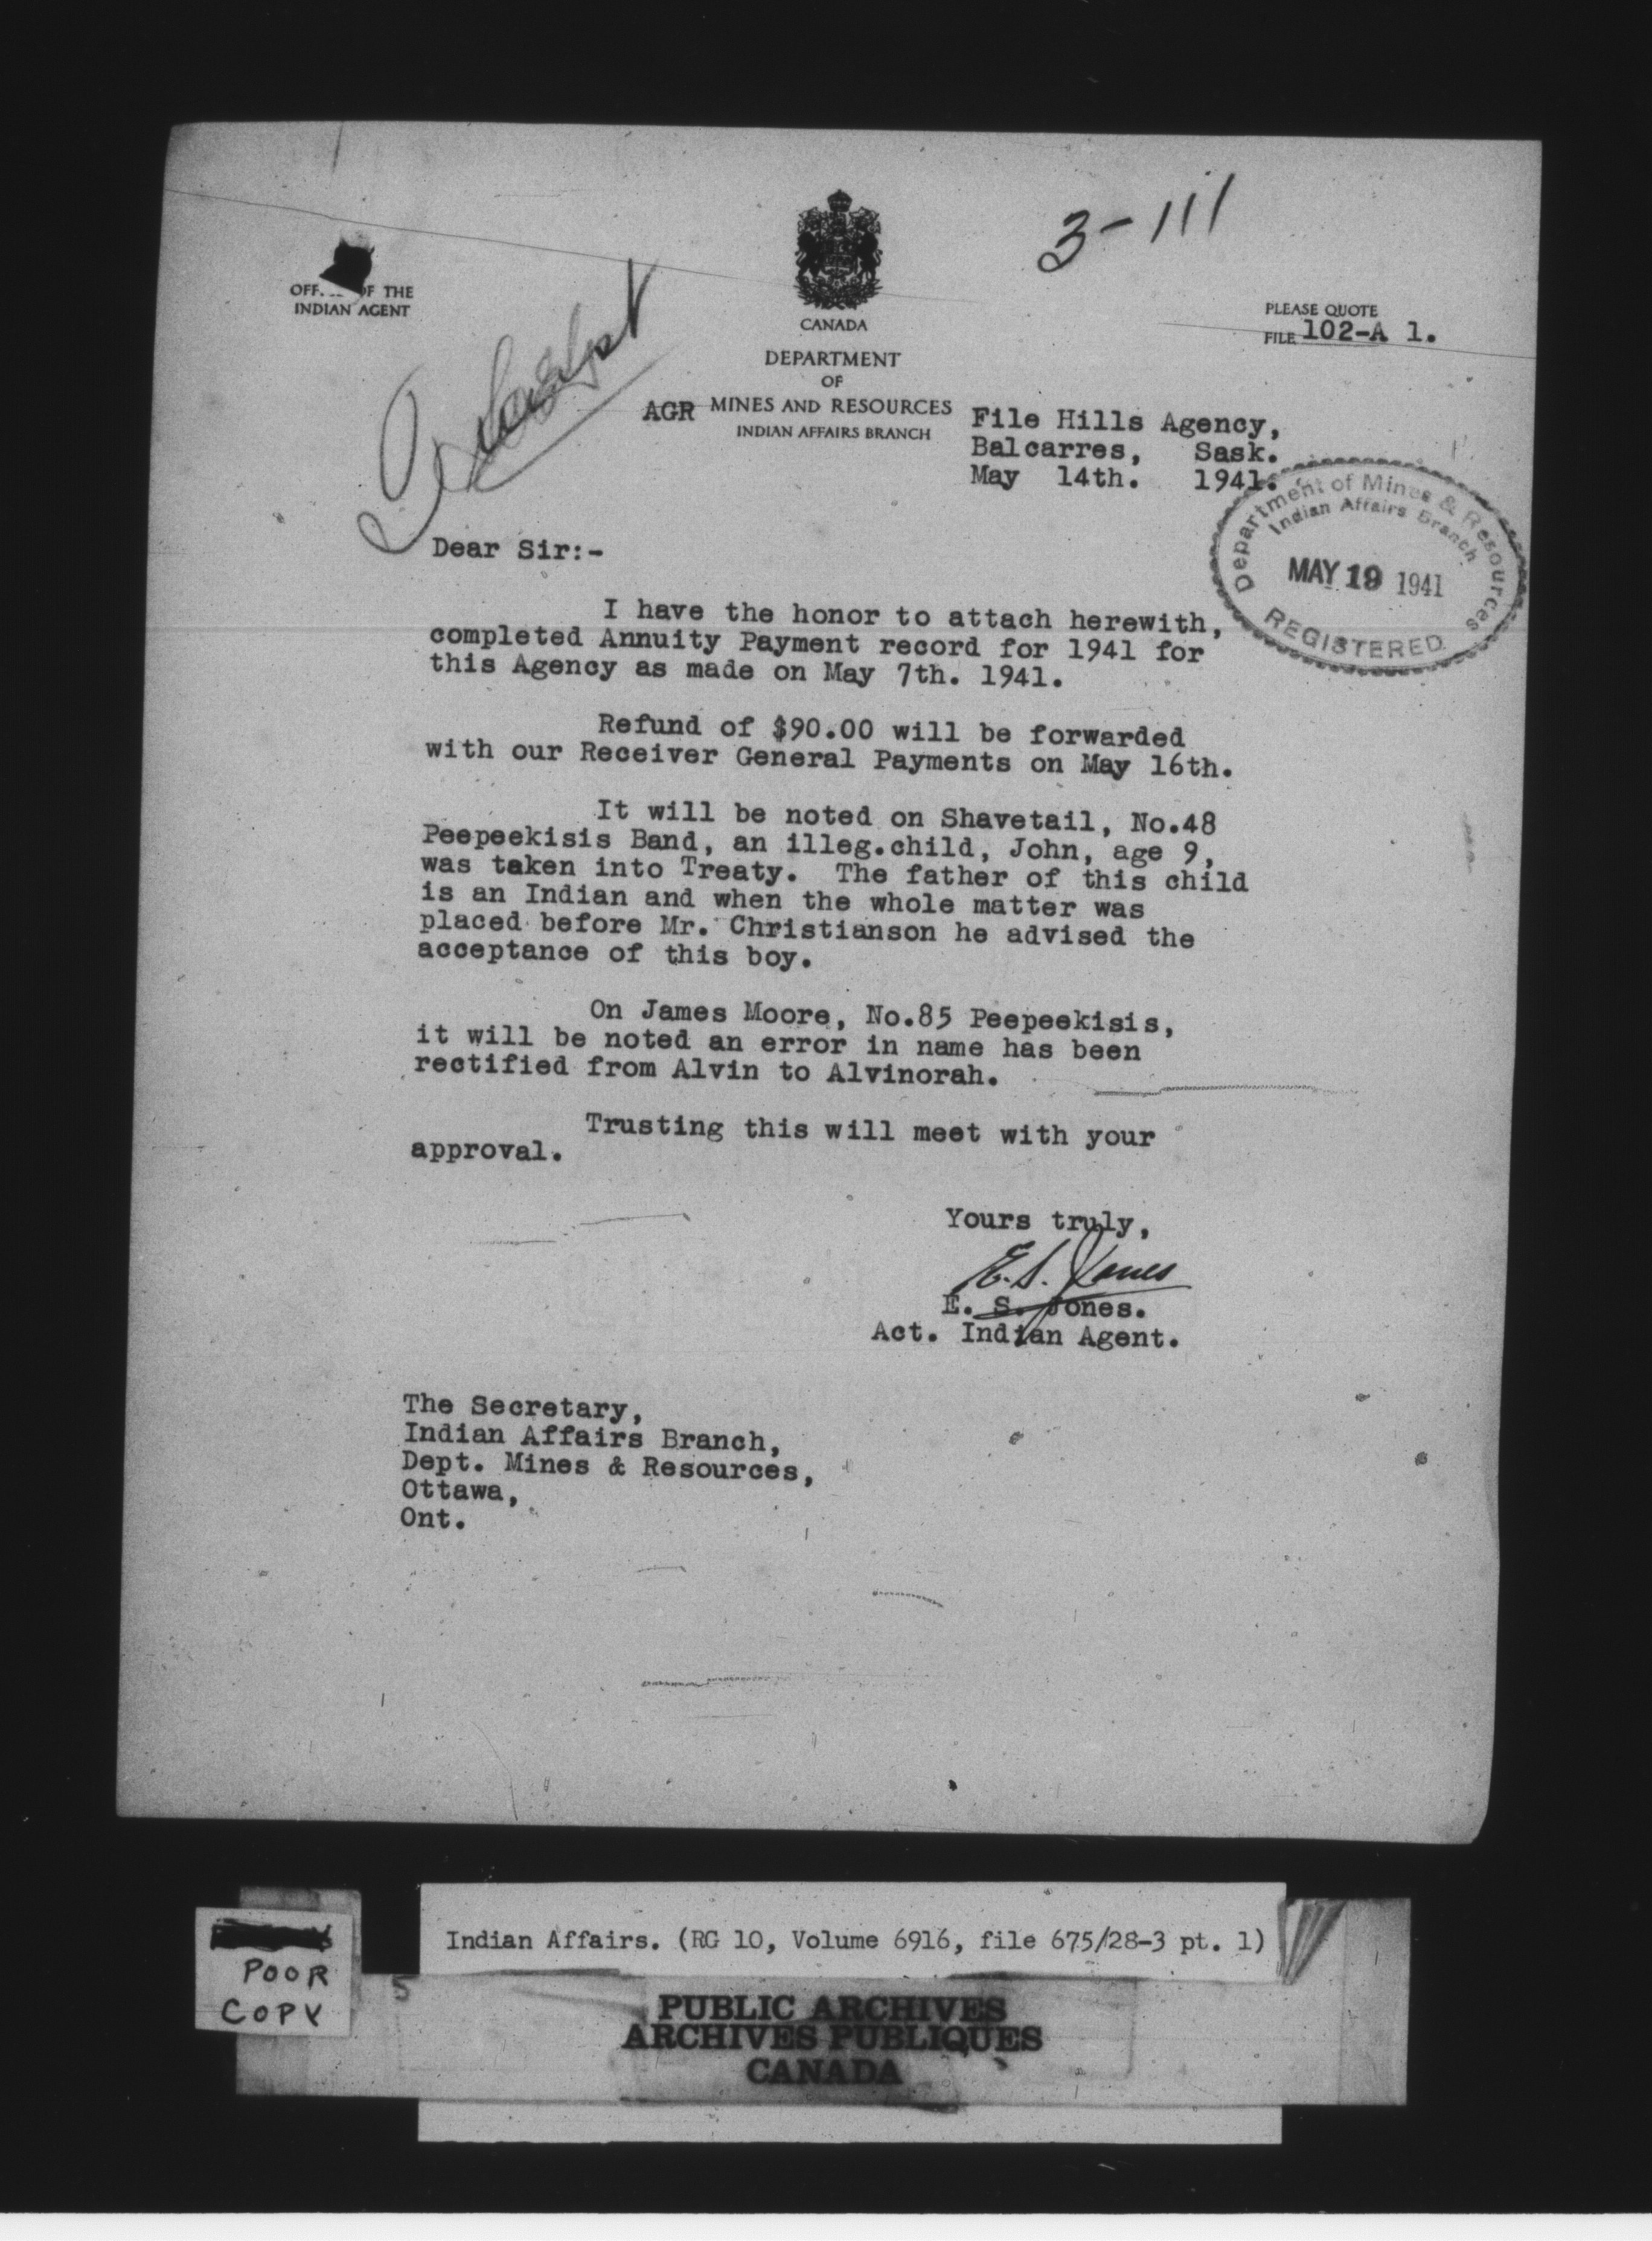 3-111
OFF. OF THE
INDIAN AGENT
CANADA
PLEASE QUOTE
FILE 102-A 1.
DEPARTMENT
OF
AGR MINES AND RESOURCES
INDIAN AFFAIRS BRANCH
File Hills Agency,
Balcarres, Sask.
May 14th. 1941.
Department of Mines & Resources
Indian Affairs Branch
MAY 19 1941
REGISTERED
Dear Sir:-
I have the honor to attach herewith,
completed Annuity Payment record for 1941 for
this Agency as made on May 7th. 1941.
Refund of $90.00 will be forwarded
with our Receiver General Payments on May 16th.
It will be noted on Shavetail, No.48
Peepeekisis Band, an illeg.child, John, age 9,
was taken into Treaty. The father of this child
is an Indian and when the whole matter was
placed before Mr. Christianson he advised the
acceptance of this boy.
On James Moore, No.85 Peepeekisis,
it will be noted an error in name has been
rectified from Alvin to Alvinorah.
Trusting this will meet with your
approval.
Yours truly,
E. S. Jones
E. S. Jones.
Act. Indian Agent.
The Secretary,
Indian Affairs Branch,
Dept. Mines & Resources,
Ottawa,
Ont.
Indian Affairs. (RG 10, Volume 6916, file 675/28-3 pt. 1)
POOR
COPY
5
PUBLIC ARCHIVES
ARCHIVES PUBLIQUES
CANADA